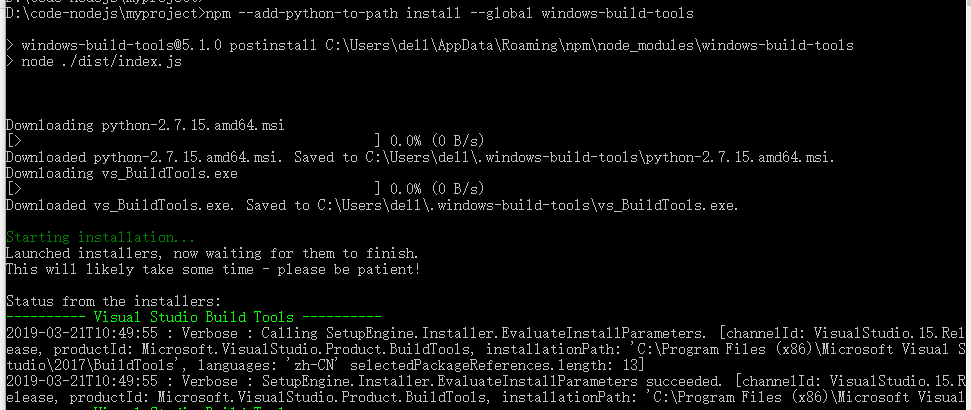 D:\code-nodejs\myproject>
D:\code-nodejs\myproject>npm --add-python-to-path install --global windows-build-tools
> windows-build-tools@5.1.0 postinstall C:\Users\dell\AppData\Roaming\npm\node_modules\windows-build-tools
> node ./dist/index.js
Downloading python-2.7.15.amd64.msi
[> ] 0.0% (0 B/s)
Downloaded python-2.7.15.amd64.msi. Saved to C:\Users\dell\.windows-build-tools\python-2.7.15.amd64.msi.
Downloading vs_BuildTools.exe
[> ] 0.0% (0 B/s)
Downloaded vs_BuildTools.exe. Saved to C:\Users\dell\.windows-build-tools\vs_BuildTools.exe.
Starting installation...
Launched installers, now waiting for them to finish.
This will likely take some time - please be patient!
Status from the installers:
---------- Visual Studio Build Tools ----------
2019-03-21T10:49:55 : Verbose : Calling SetupEngine.Installer.EvaluateInstallParameters. [channelId: VisualStudio.15.Rel
ease, productId: Microsoft.VisualStudio.Product.BuildTools, installationPath: 'C:\Program Files (x86)\Microsoft Visual S
tudio\2017\BuildTools', languages: 'zh-CN' selectedPackageReferences.length: 13]
2019-03-21T10:49:55 : Verbose : SetupEngine.Installer.EvaluateInstallParameters succeeded. [channelId: VisualStudio.15.R
elease, productId: Microsoft.VisualStudio.Product.BuildTools, installationPath: 'C:\Program Files (x86)\Microsoft Visual
Visual Studio Build Tools